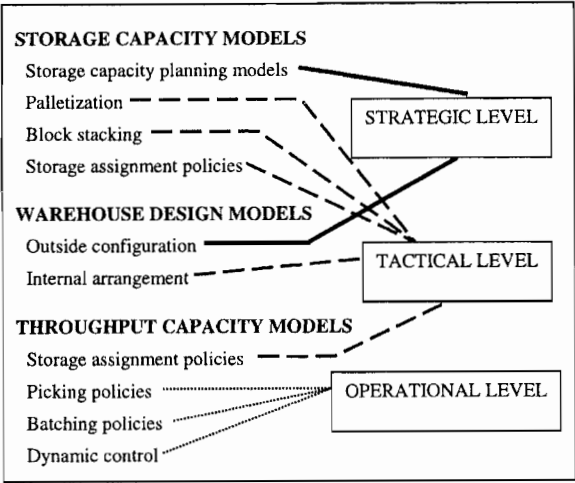 STORAGE CAPACITY MODELS
Storage capacity planning models
Palletization
STRATEGIC LEVEL
Block stacking
Storage assignment policies
WAREHOUSE DESIGN MODELS
Outside configuration
TACTICAL LEVEL
Internal arrangement
THROUGHPUT CAPACITY MODELS
Storage assignment policies
Picking policies
OPERATIONAL LEVEL
Batching policies
Dynamic control